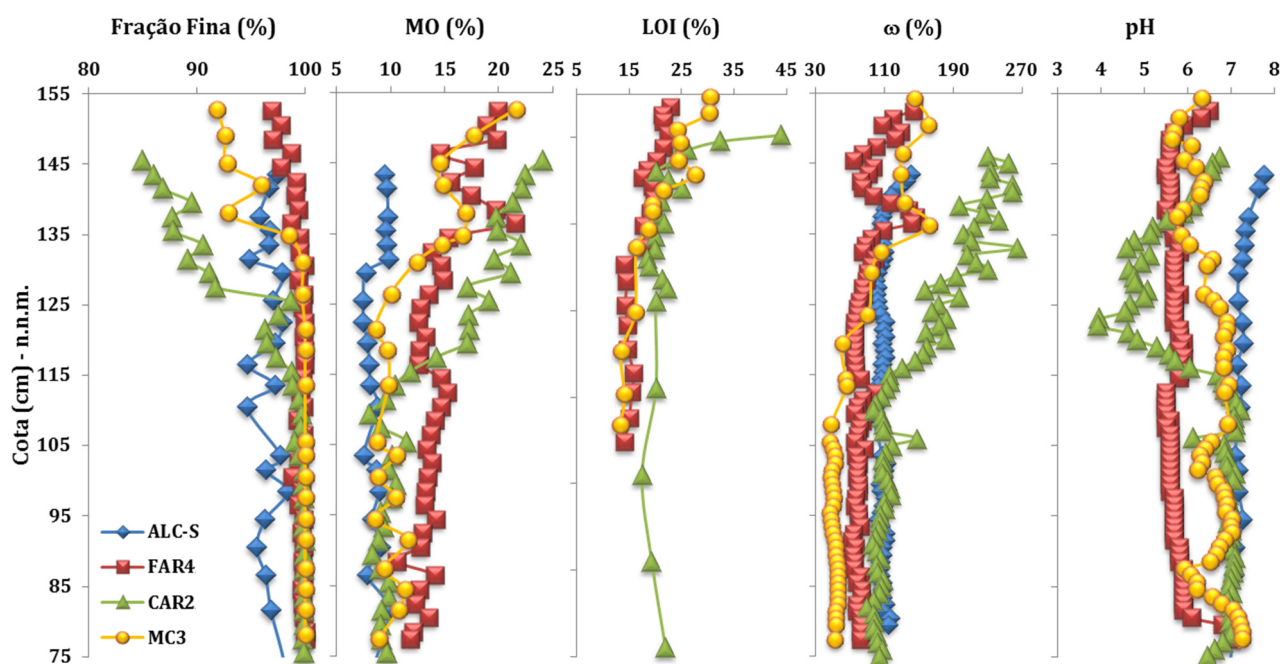 Fração Fina (%) MO (%) LOI (%) ω (%) pH
80 90 100 5 10 15 20 25 5 15 25 35 45 30 110 190 270 3 4 5 6 7 8
155
145
135
125
115
105
95
85
75
Cota (cm) - n.n.m.
ALC-S
FAR4
CAR2
MC3